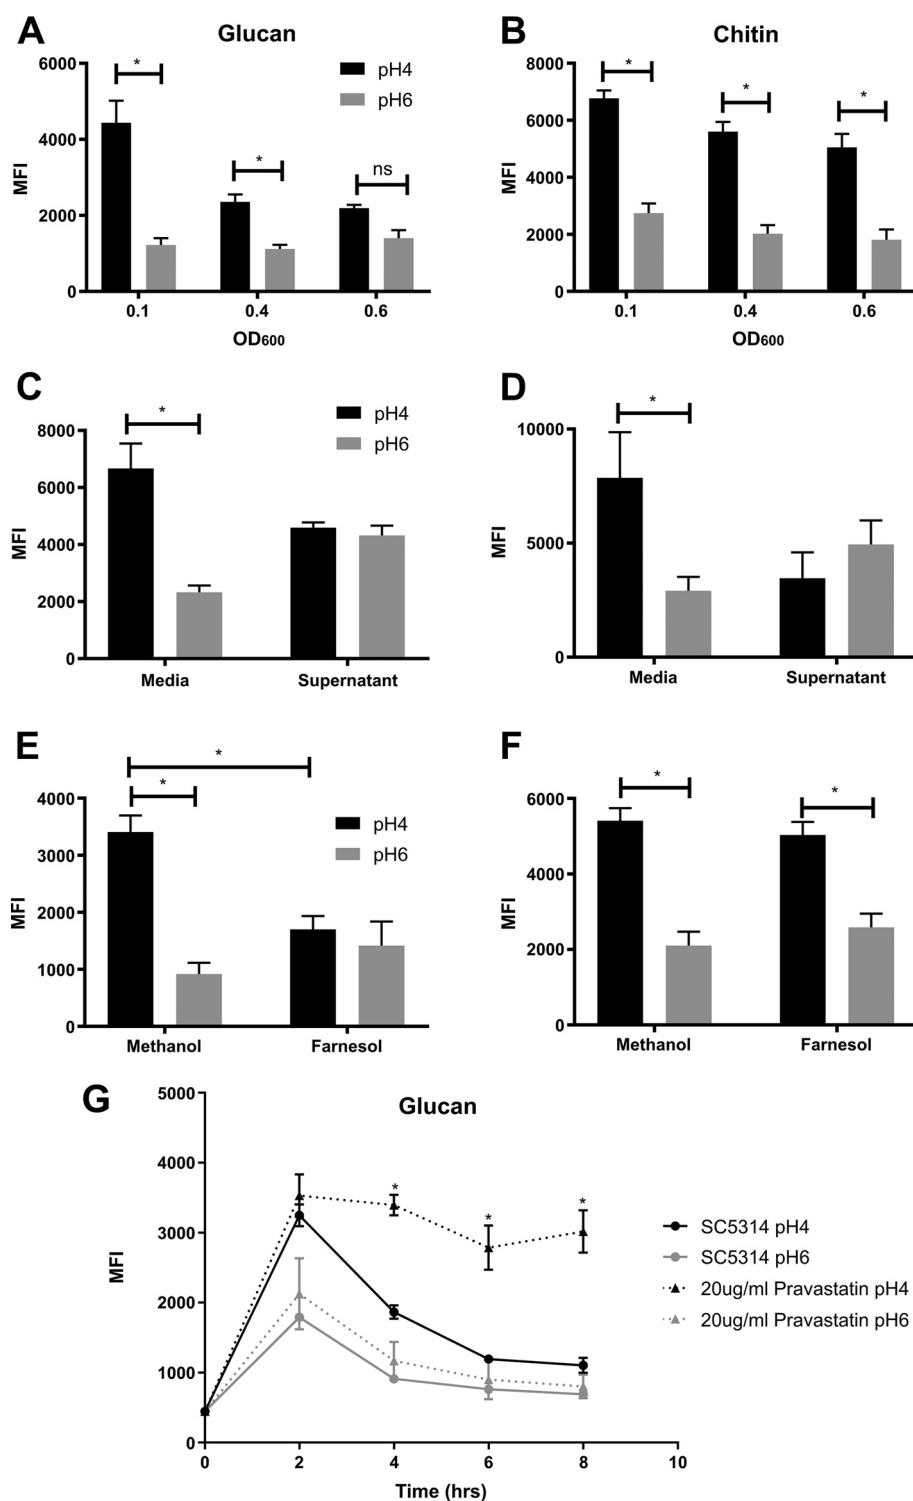 A
Glucan
6000
4000
2000
0
MFI
*
*
ns
pH4
pH6
0.1
0.4
0.6
OD600
B
Chitin
8000
6000
4000
2000
0
MFI
*
*
*
0.1
0.4
0.6
OD600
C
8000
6000
4000
2000
0
MFI
*
pH4
pH6
Media
Supernatant
D
10000
5000
0
MFI
*
Media
Supernatant
E
4000
3000
2000
1000
0
MFI
*
*
pH4
pH6
Methanol
Farnesol
F
6000
4000
2000
0
MFI
*
*
Methanol
Farnesol
G
Glucan
5000
4000
3000
2000
1000
0
MFI
*
*
*
SC5314 pH4
SC5314 pH6
20ug/ml Pravastatin pH4
20ug/ml Pravastatin pH6
0
2
4
6
8
10
Time (hrs)